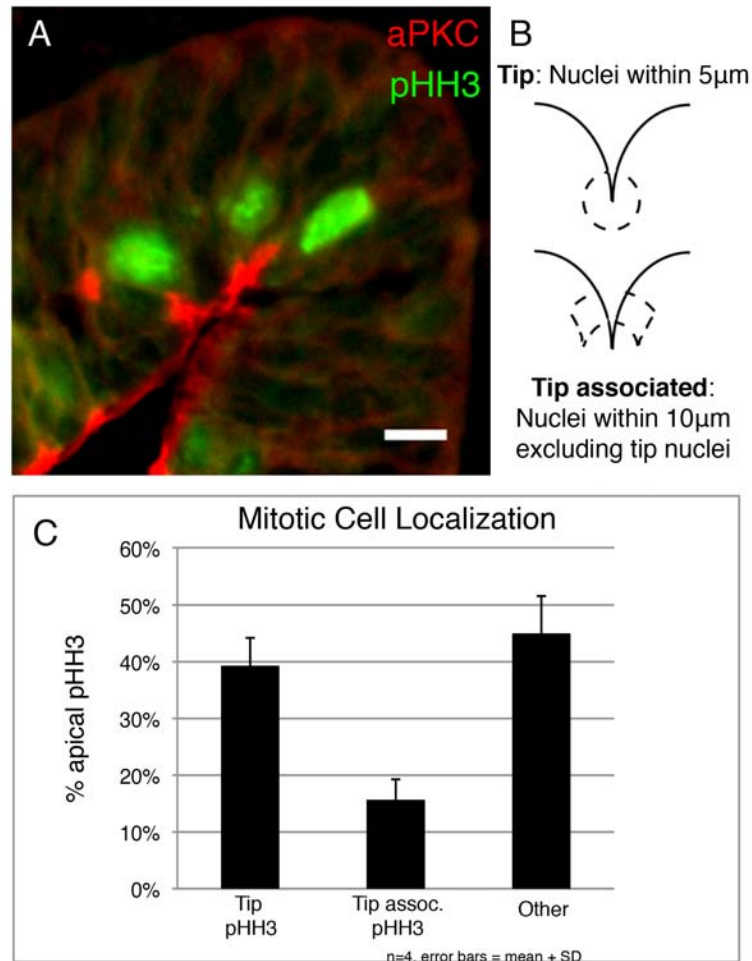 A
aPKC
pHH3
B
Tip: Nuclei within 5µm
Tip associated:
Nuclei within 10µm
excluding tip nuclei
C
Mitotic Cell Localization
% apical pHH3
60%
50%
40%
30%
20%
10%
0%
Tip
pHH3
Tip assoc.
pHH3
Other
n=4, error bars = mean + SD